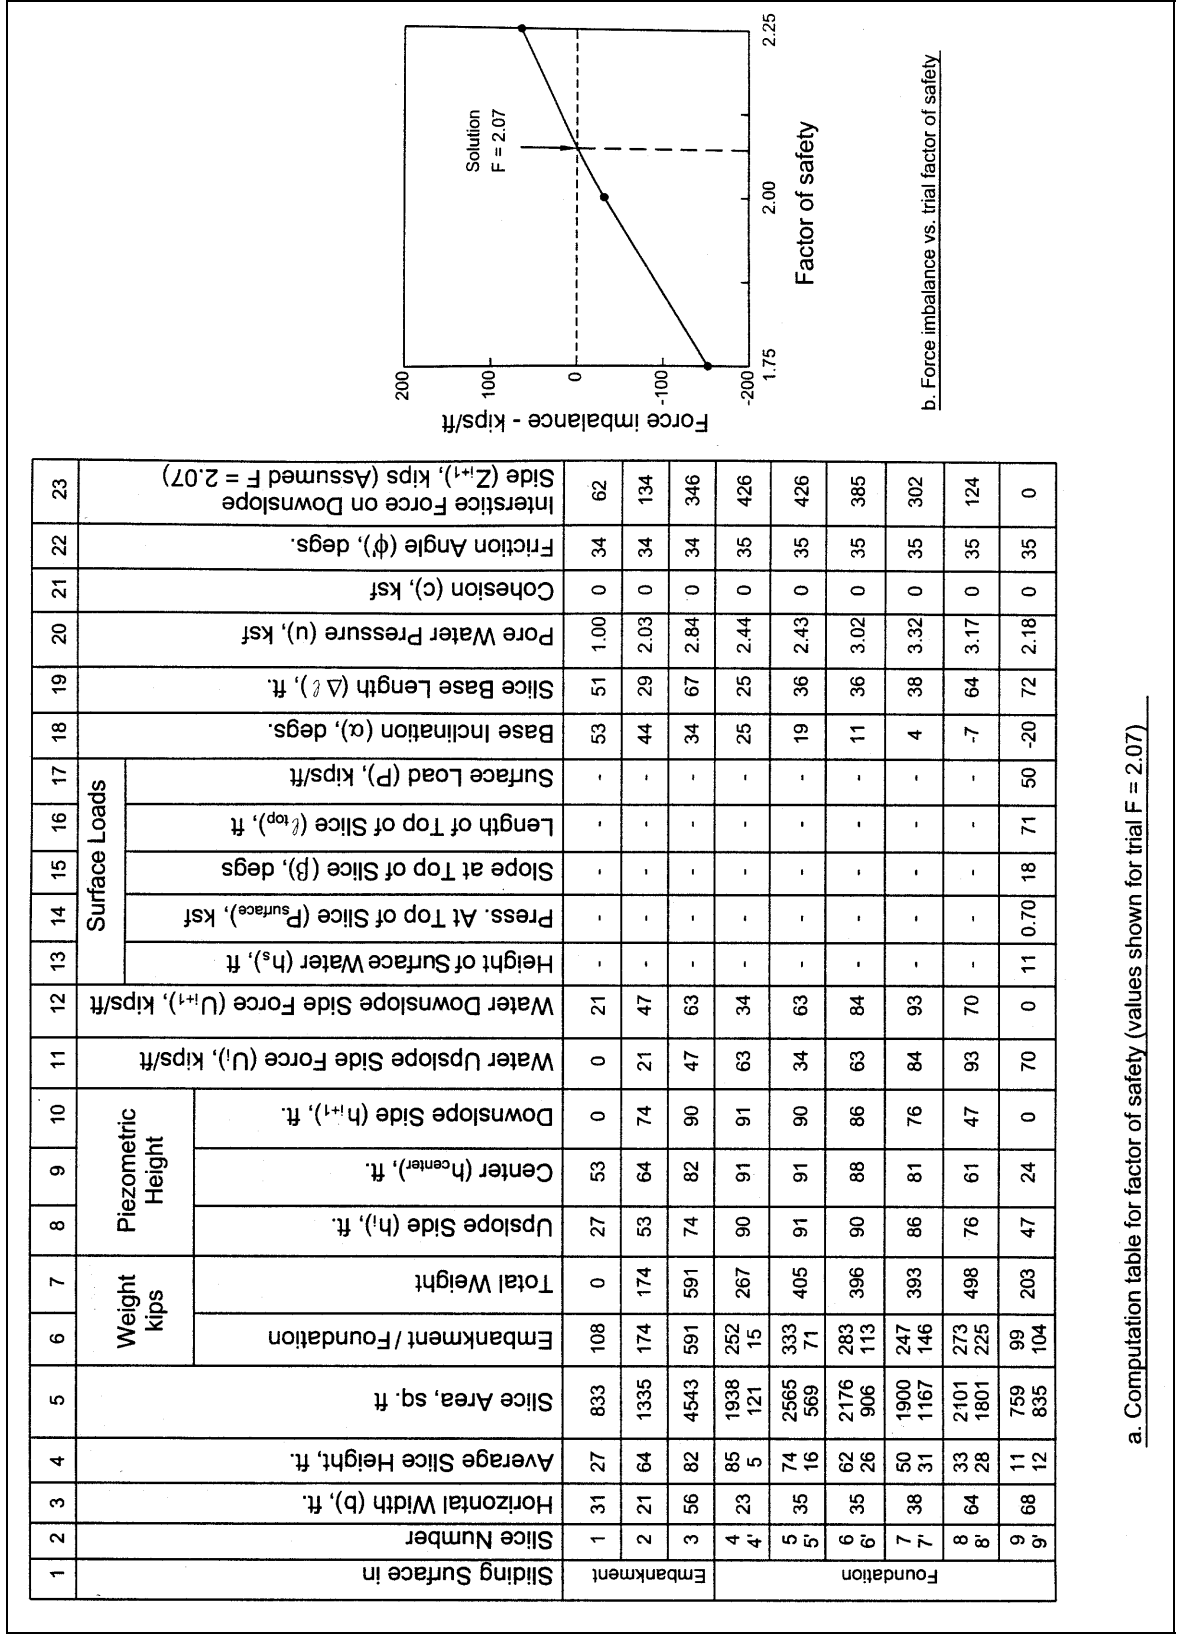 1 2 3 4 5 6 7 8 9 10 11 12 13 14 15 16 17 18 19 20 21 22 23
Sliding Surface in
Slice Number
Horizontal Width (b), ft.
Average Slice Height, ft.
Slice Area, sq. ft
Weight kips
Embankment / Foundation
Total Weight
Piezometric Height
Upslope Side (hi), ft.
Center (hcenter), ft.
Downslope Side (hi+1), ft.
Water Upslope Side Force (Ui), kips/ft
Water Downslope Side Force (Ui+1), kips/ft
Surface Loads
Height of Surface Water (hs), ft
Press. At Top of Slice (Psurface), ksf
Slope at Top of Slice (β), degs
Length of Top of Slice (ℓtop), ft
Surface Load (P), kips/ft
Base Inclination (α), degs.
Slice Base Length (Δℓ), ft.
Pore Water Pressure (u), ksf
Cohesion (c), ksf
Friction Angle (ϕ'), degs.
Interstice Force on Downslope Side (Zi+1), kips (Assumed F = 2.07)
Embankment
1 31 27 833 108 0 27 53 0 0 21 - - - - - 53 51 1.00 0 34 62
2 21 64 1335 174 174 53 64 74 21 47 - - - - - 44 29 2.03 0 34 134
3 56 82 4543 591 591 74 82 90 47 63 - - - - - 34 67 2.84 0 34 346
Foundation
4 23 85 1938 252 267 90 91 91 63 34 - - - - - 25 25 2.44 0 35 426
4' 5 121 15
5 35 74 2565 333 405 91 91 90 34 63 - - - - - 19 36 2.43 0 35 426
5' 16 569 71
6 35 62 2176 283 396 90 88 86 63 84 - - - - - 11 36 3.02 0 35 385
6' 26 906 113
7 38 50 1900 247 393 86 81 76 84 93 - - - - - 4 38 3.32 0 35 302
7' 31 1167 146
8 64 33 2101 273 498 76 61 47 93 70 - - - - - -7 64 3.17 0 35 124
8' 28 1801 225
9 68 11 759 99 203 47 24 0 70 0 11 0.70 18 71 50 -20 72 2.18 0 35 0
9' 12 835 104
a. Computation table for factor of safety (values shown for trial F = 2.07)
Force imbalance - kips/ft
200
100
0
-100
-200
Solution
F = 2.07
1.75 2.00 2.25
Factor of safety
b. Force imbalance vs. trial factor of safety